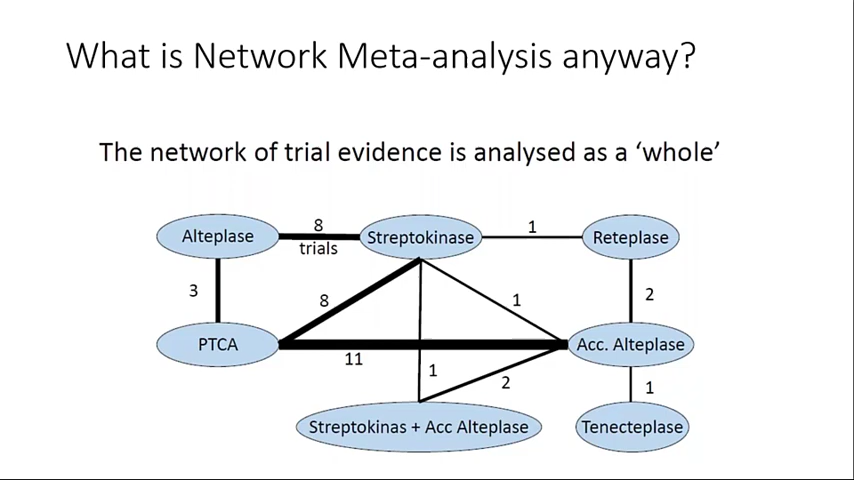 What is Network Meta-analysis anyway?
The network of trial evidence is analysed as a ‘whole’
Alteplase
8
trials
Streptokinase
1
Reteplase
3
8
1
2
PTCA
11
Acc. Alteplase
1
2
1
Streptokinas + Acc Alteplase
Tenecteplase